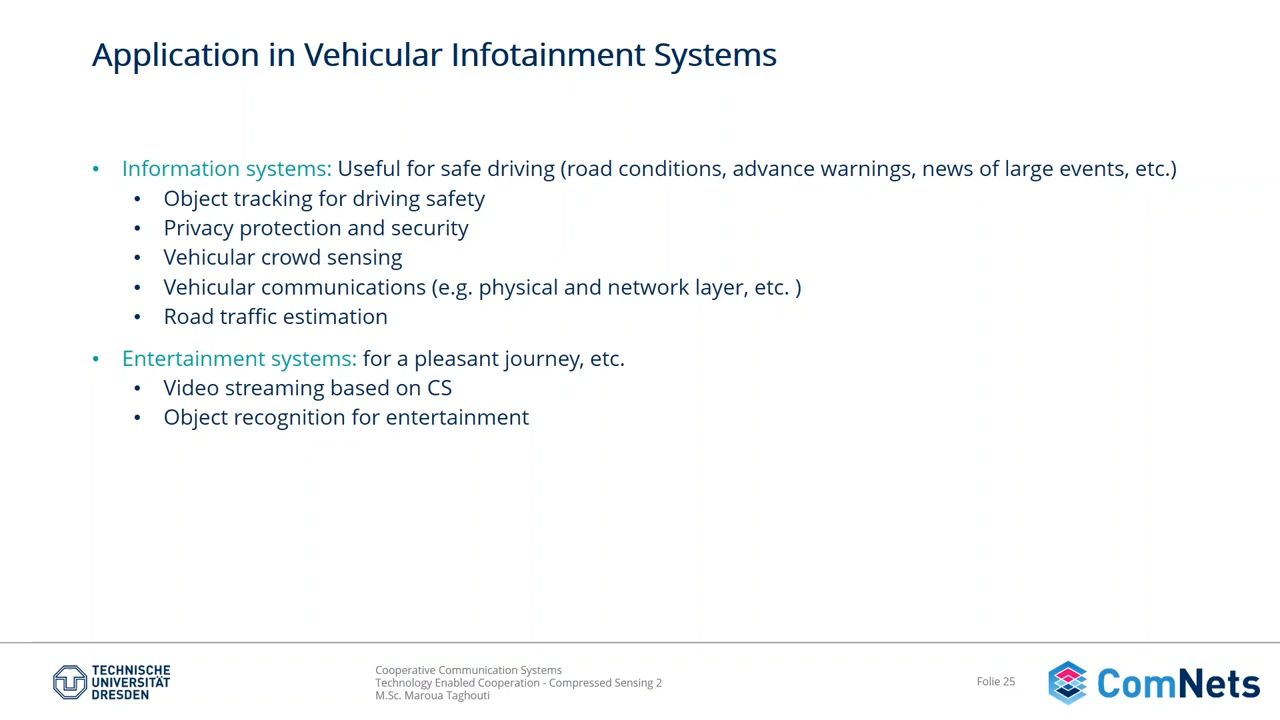 Application in Vehicular Infotainment Systems
• Information systems: Useful for safe driving (road conditions, advance warnings, news of large events, etc.)
• Object tracking for driving safety
• Privacy protection and security
• Vehicular crowd sensing
• Vehicular communications (e.g. physical and network layer, etc. )
• Road traffic estimation
• Entertainment systems: for a pleasant journey, etc.
• Video streaming based on CS
• Object recognition for entertainment
TECHNISCHE
UNIVERSITÄT
DRESDEN
Cooperative Communication Systems
Technology Enabled Cooperation - Compressed Sensing 2
M.Sc. Maroua Taghouti
Folie 25
ComNets